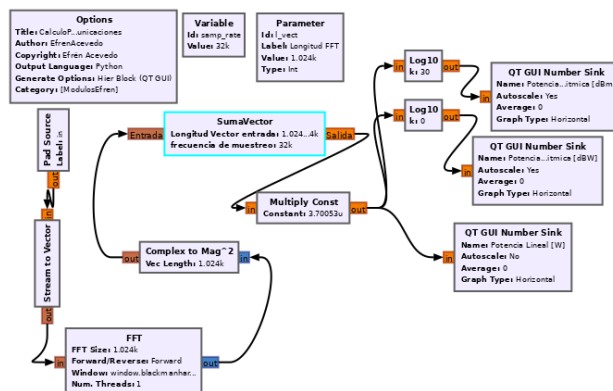 Options
Title: CalculoP...unicaciones
Author: EfrenAcevedo
Copyright: Efrén Acevedo
Output Language: Python
Generate Options: Hier Block (QT GUI)
Category: [ModulosEfren]
Variable
Id: samp_rate
Value: 32k
Parameter
Id: l_vect
Label: Longitud FFT
Value: 1.024k
Type: Int
Log10
k: 30
in
out
QT GUI Number Sink
Name: Potencia...itmica [dBm]
Autoscale: Yes
Average: 0
Graph Type: Horizontal
in
Log10
k: 0
in
out
QT GUI Number Sink
Name: Potencia...itmica [dBW]
Autoscale: Yes
Average: 0
Graph Type: Horizontal
in
Pad Source
Label: in
out
SumaVector
Longitud Vector entrada: 1.024...4k
frecuencia de muestreo: 32k
Entrada
Salida
Multiply Const
Constant: 3.70053u
in
out
QT GUI Number Sink
Name: Potencia Lineal [W]
Autoscale: No
Average: 0
Graph Type: Horizontal
in
Stream to Vector
in
out
Complex to Mag^2
Vec Length: 1.024k
out
in
FFT
FFT Size: 1.024k
Forward/Reverse: Forward
Window: window.blackmanhar...
Num. Threads: 1
in
out